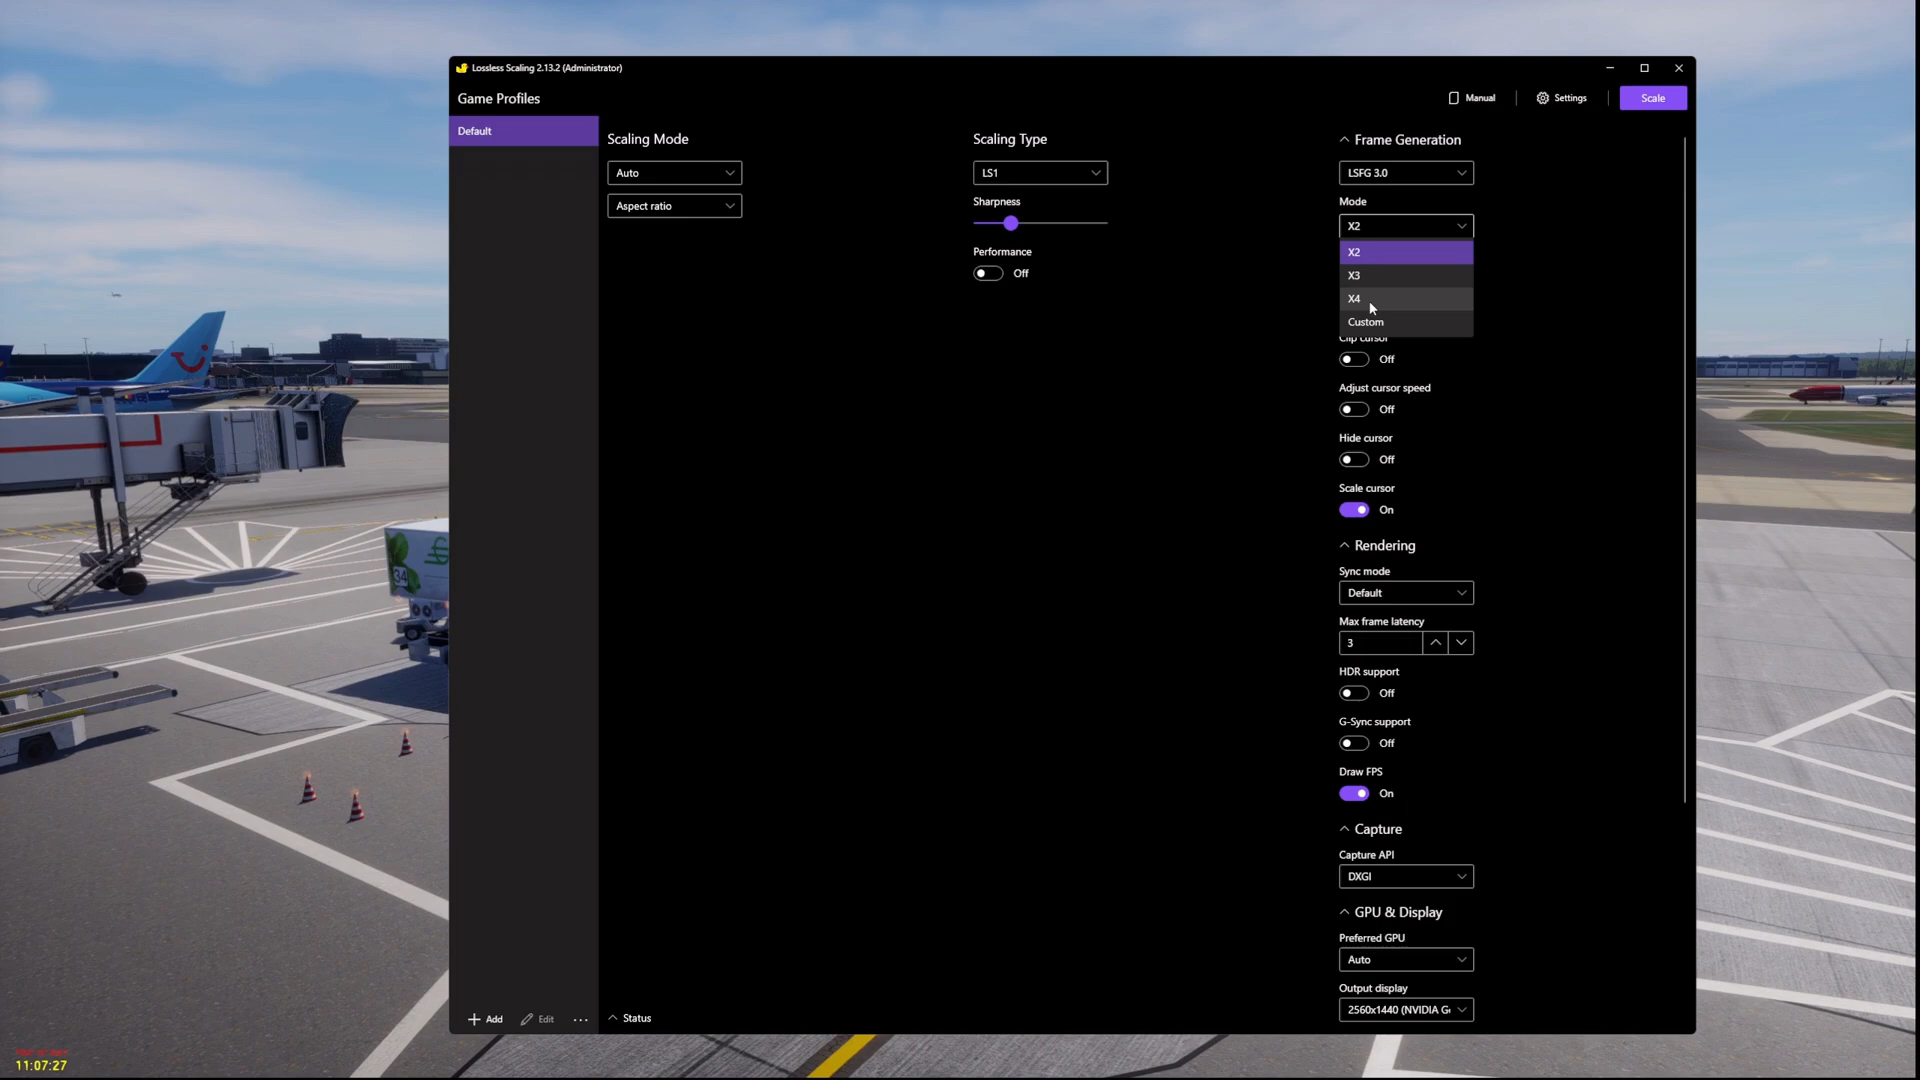 Lossless Scaling 2.13.2 (Administrator)
Game Profiles
Manual
Settings
Scale
Default
Scaling Mode
Auto
Aspect ratio
Scaling Type
LS1
Sharpness
Performance
Off
Frame Generation
LSFG 3.0
Mode
X2
X2
X3
X4
Custom
Clip cursor
Off
Adjust cursor speed
Off
Hide cursor
Off
Scale cursor
On
Rendering
Sync mode
Default
Max frame latency
3
HDR support
Off
G-Sync support
Off
Draw FPS
On
Capture
Capture API
DXGI
GPU & Display
Preferred GPU
Auto
Output display
2560x1440 (NVIDIA G
Add
Edit
...
Status
34
11:07:27